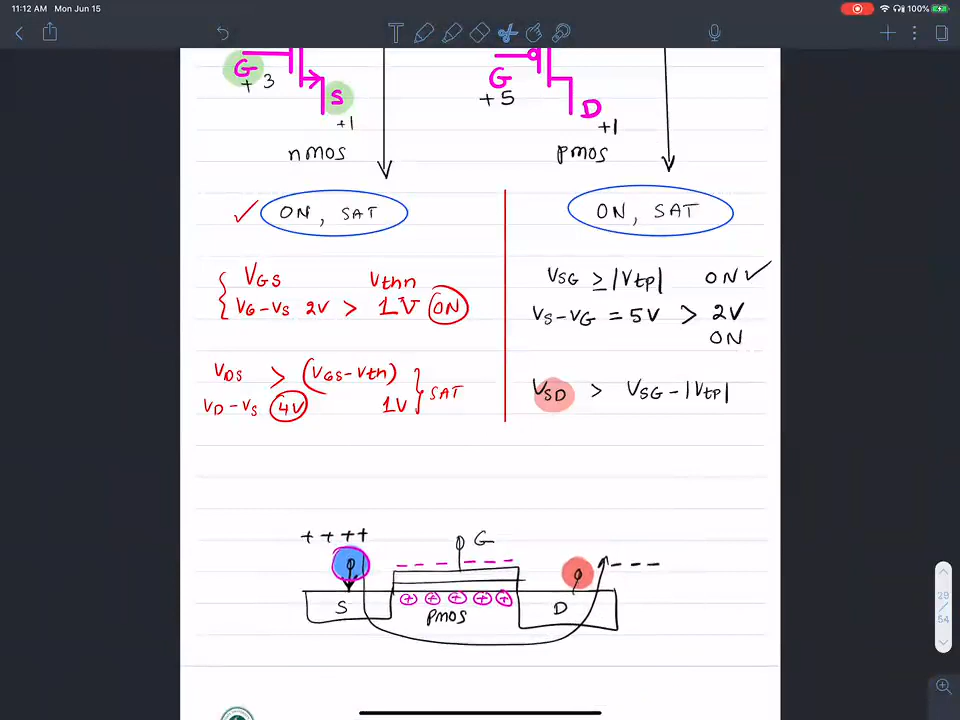 11:12 AM Mon Jun 15
100%
G
+ 3
S
+1
nmos
G
+5
D
+1
pmos
ON, SAT
ON, SAT
VGS Vthn
VG-VS 2V > 1V ON
VDS > (VGS-Vth)
VD-VS 4V 1V SAT
VSG ≥ |Vtp| ON ✓
VS-VG = 5V > 2V
ON
VSD > VSG - |Vtp|
+ + + +
G
- - - - - -
- - -
S
+ + + + +
D
pmos
29
/
54